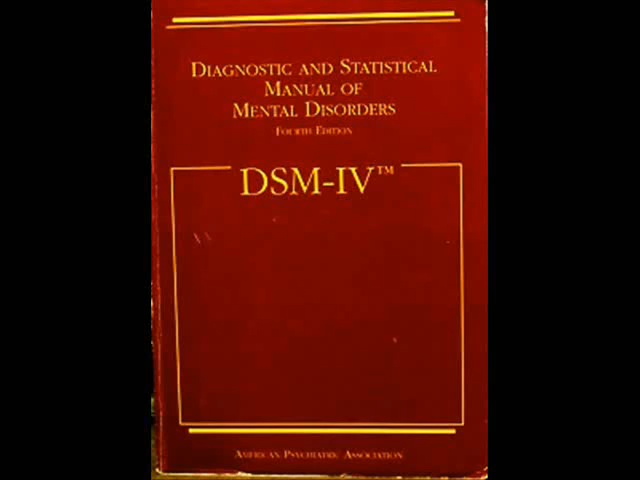 DIAGNOSTIC AND STATISTICAL
MANUAL OF
MENTAL DISORDERS
FOURTH EDITION
DSM-IV™
AMERICAN PSYCHIATRIC ASSOCIATION